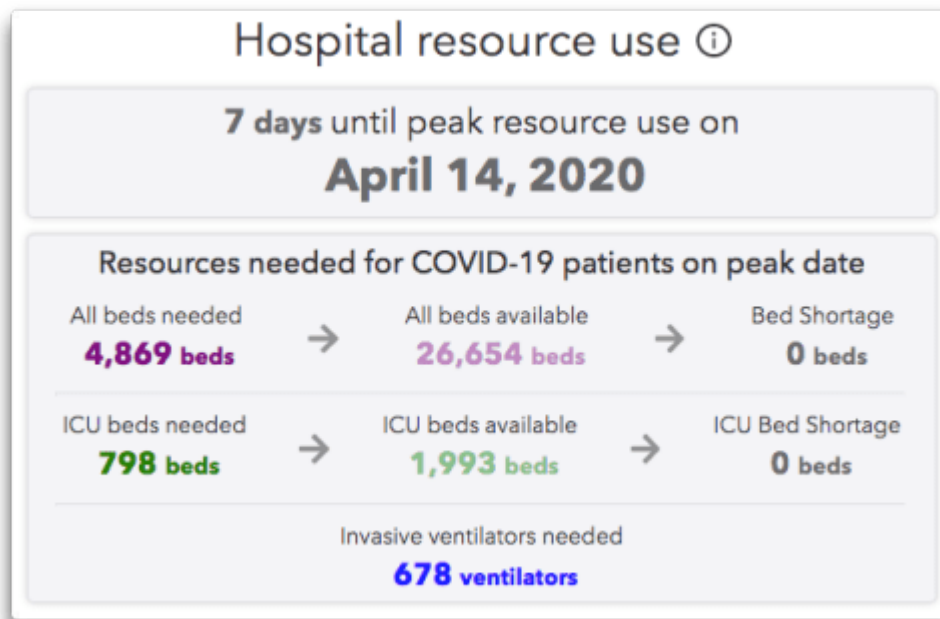 Hospital resource use ⓘ
7 days until peak resource use on
April 14, 2020
Resources needed for COVID-19 patients on peak date
All beds needed → All beds available → Bed Shortage
4,869 beds 26,654 beds 0 beds
ICU beds needed → ICU beds available → ICU Bed Shortage
798 beds 1,993 beds 0 beds
Invasive ventilators needed
678 ventilators